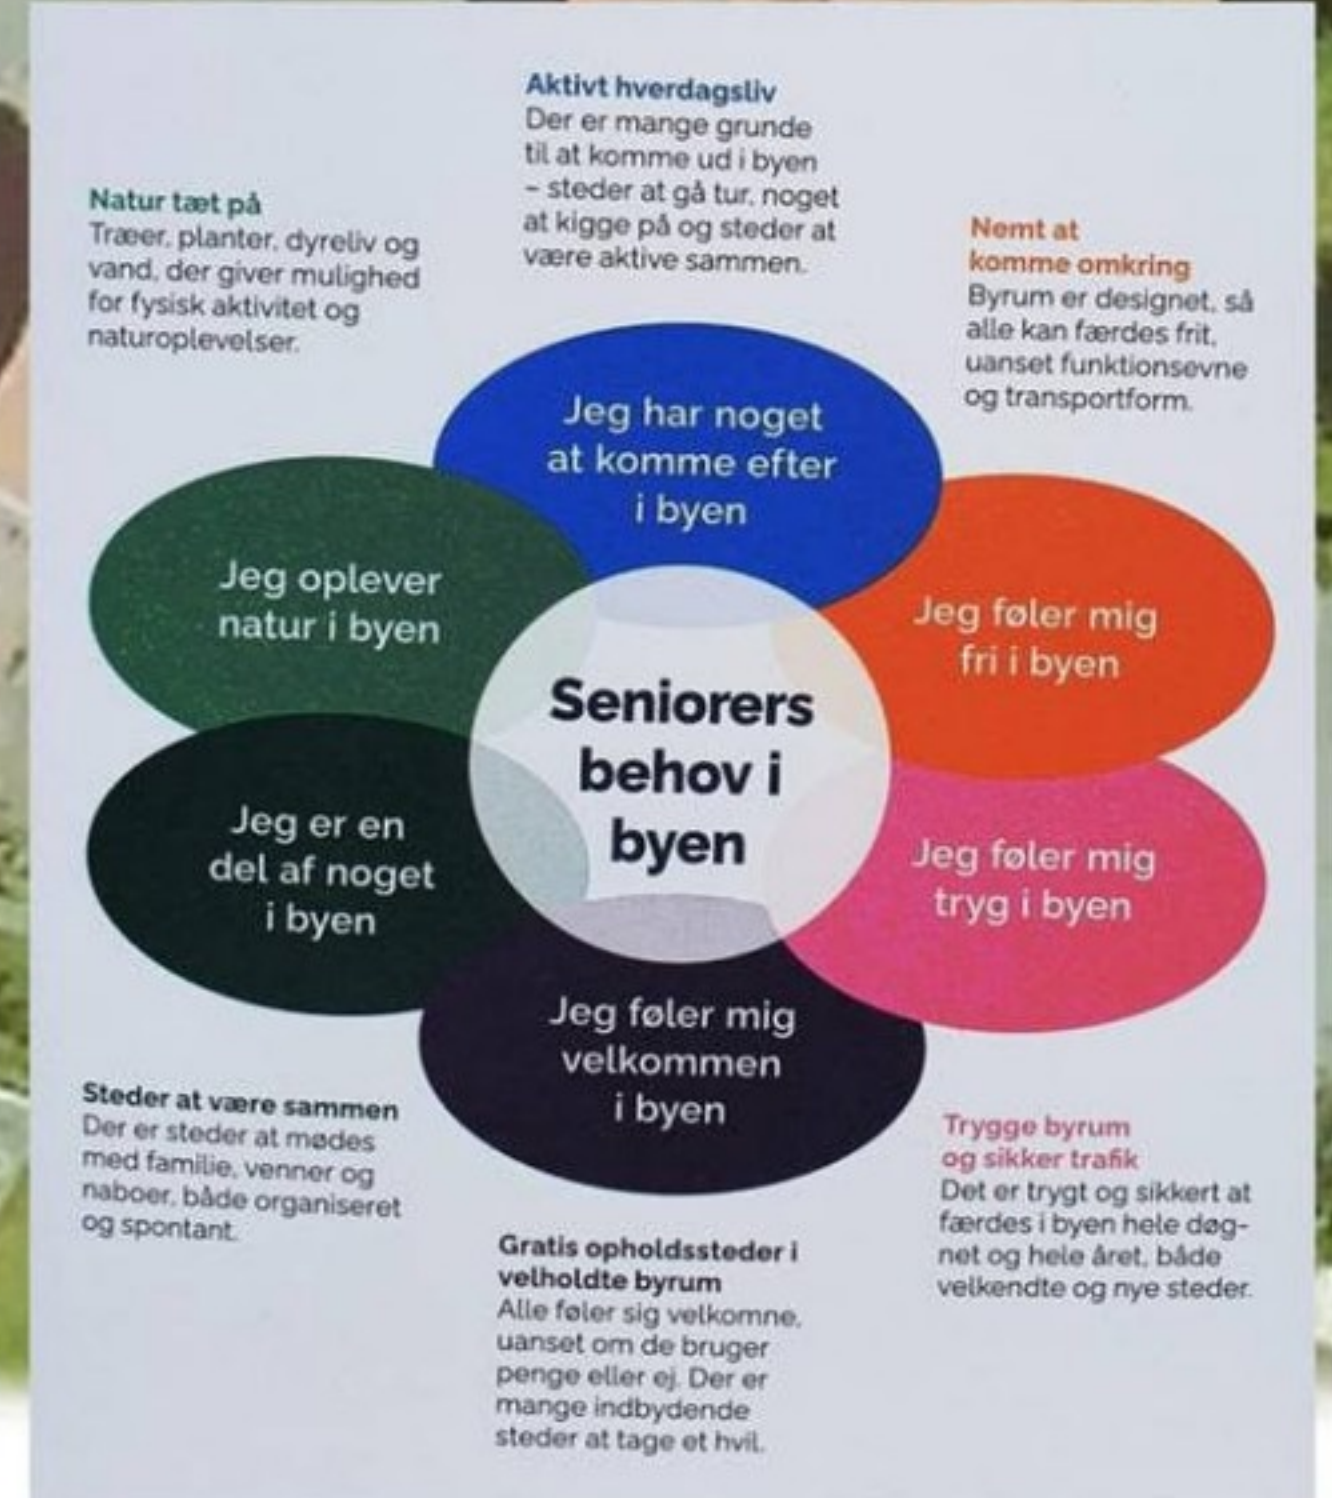 Aktivt hverdagsliv
Der er mange grunde
til at komme ud i byen
– steder at gå tur, noget
at kigge på og steder at
være aktive sammen.
Natur tæt på
Træer, planter, dyreliv og
vand, der giver mulighed
for fysisk aktivitet og
naturoplevelser.
Nemt at
komme omkring
Byrum er designet, så
alle kan færdes frit,
uanset funktionsevne
og transportform.
Jeg har noget
at komme efter
i byen
Jeg oplever
natur i byen
Jeg føler mig
fri i byen
Seniorers
behov i
byen
Jeg er en
del af noget
i byen
Jeg føler mig
tryg i byen
Jeg føler mig
velkommen
i byen
Steder at være sammen
Der er steder at mødes
med familie, venner og
naboer, både organiseret
og spontant.
Trygge byrum
og sikker trafik
Det er trygt og sikkert at
færdes i byen hele døg-
net og hele året, både
velkendte og nye steder.
Gratis opholdssteder i
velholdte byrum
Alle føler sig velkomne,
uanset om de bruger
penge eller ej. Der er
mange indbydende
steder at tage et hvil.